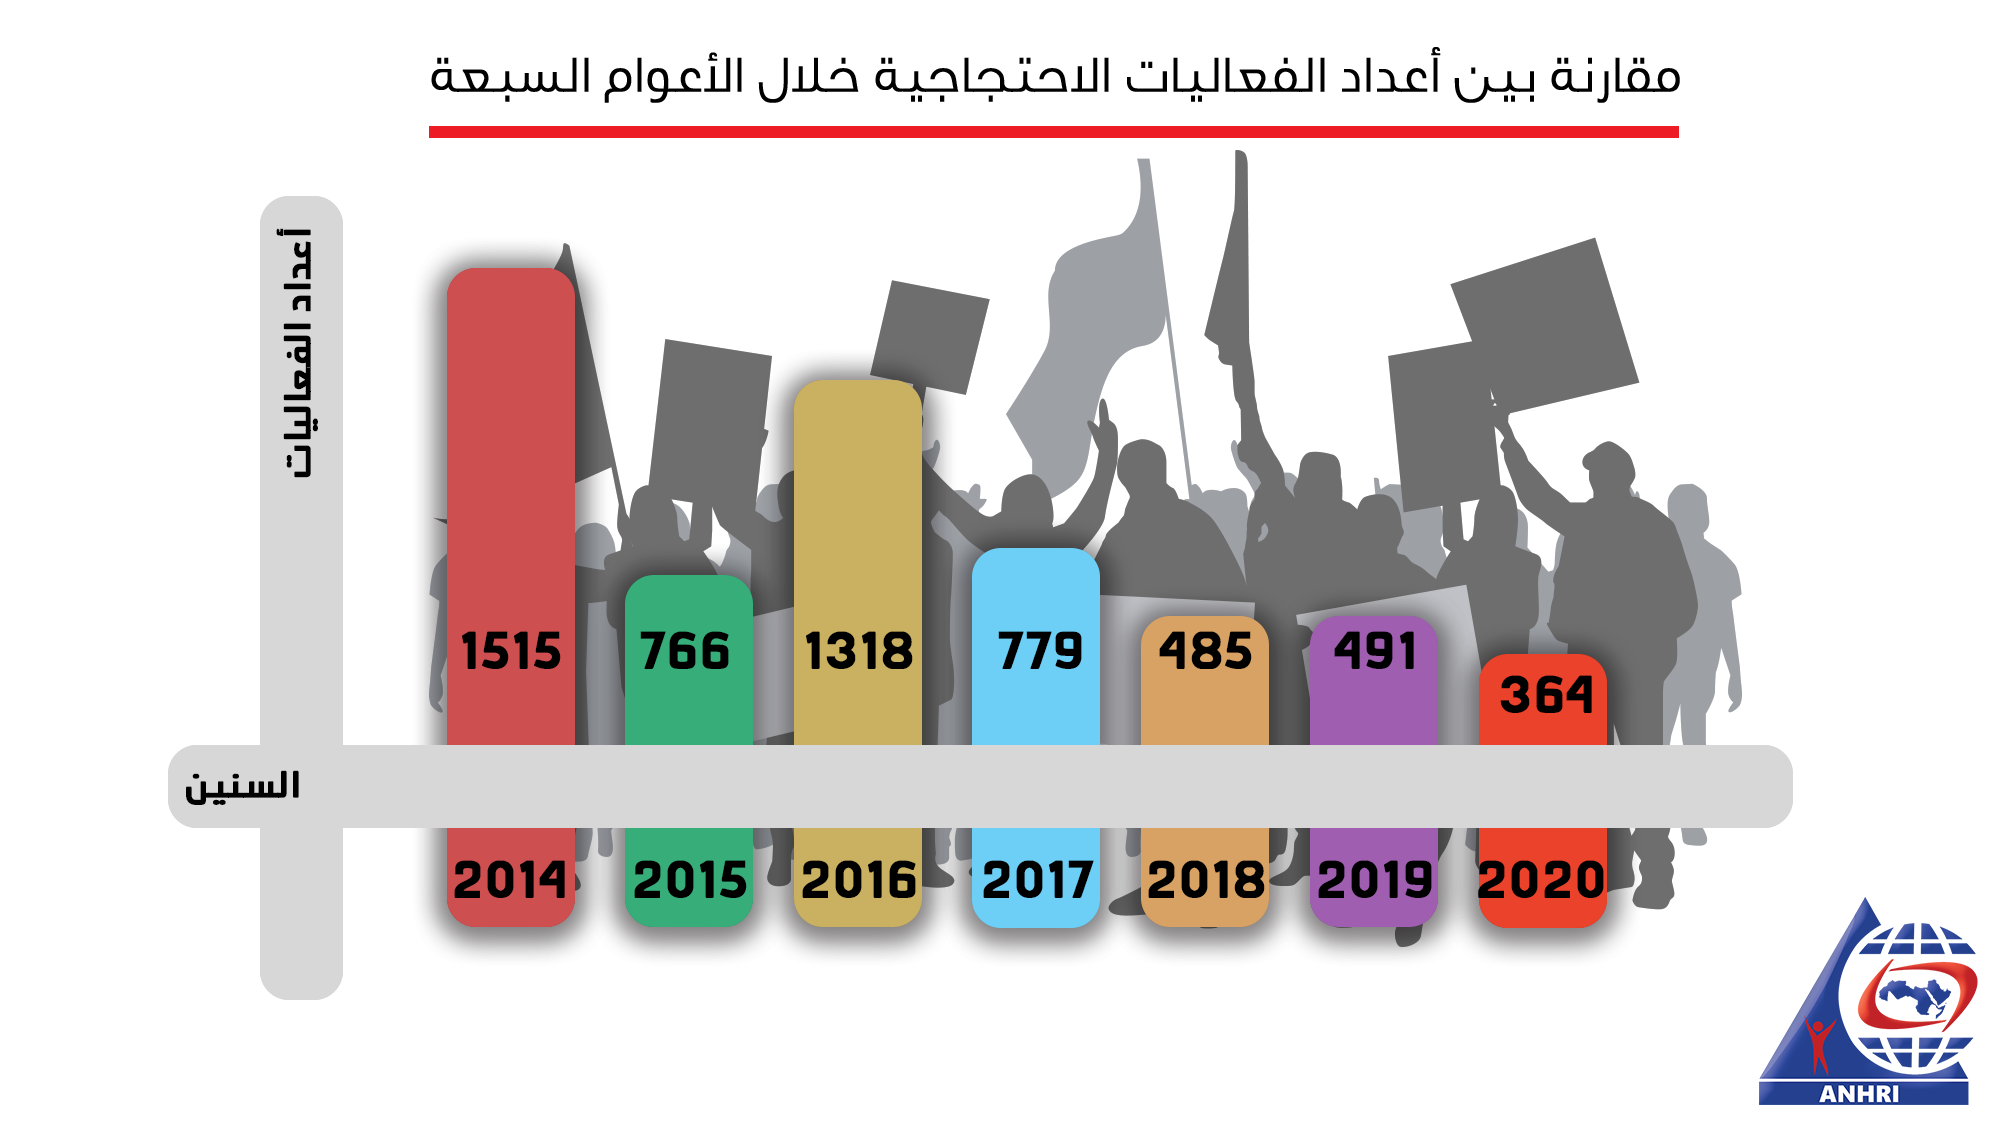 مقارنة بين أعداد الفعاليات الاحتجاجية خلال الأعوام السبعة
أعداد الفعاليات
1515 766 1318 779 485 491 364
السنين
2014 2015 2016 2017 2018 2019 2020
ANHRI